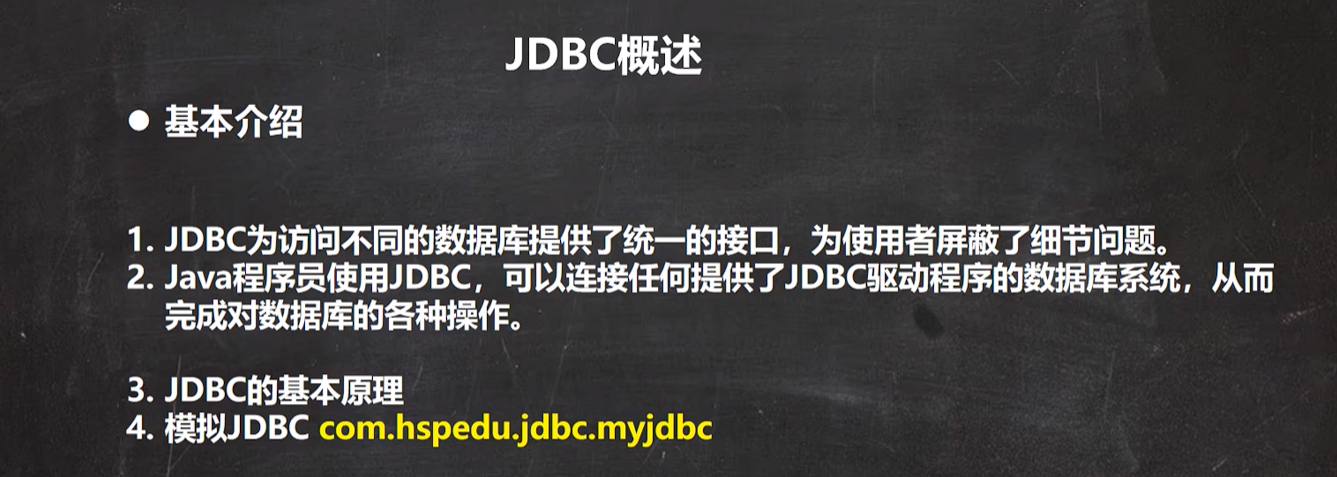 JDBC概述
● 基本介绍
1. JDBC为访问不同的数据库提供了统一的接口，为使用者屏蔽了细节问题。
2. Java程序员使用JDBC，可以连接任何提供了JDBC驱动程序的数据库系统，从而
完成对数据库的各种操作。
3. JDBC的基本原理
4. 模拟JDBC com.hspedu.jdbc.myjdbc